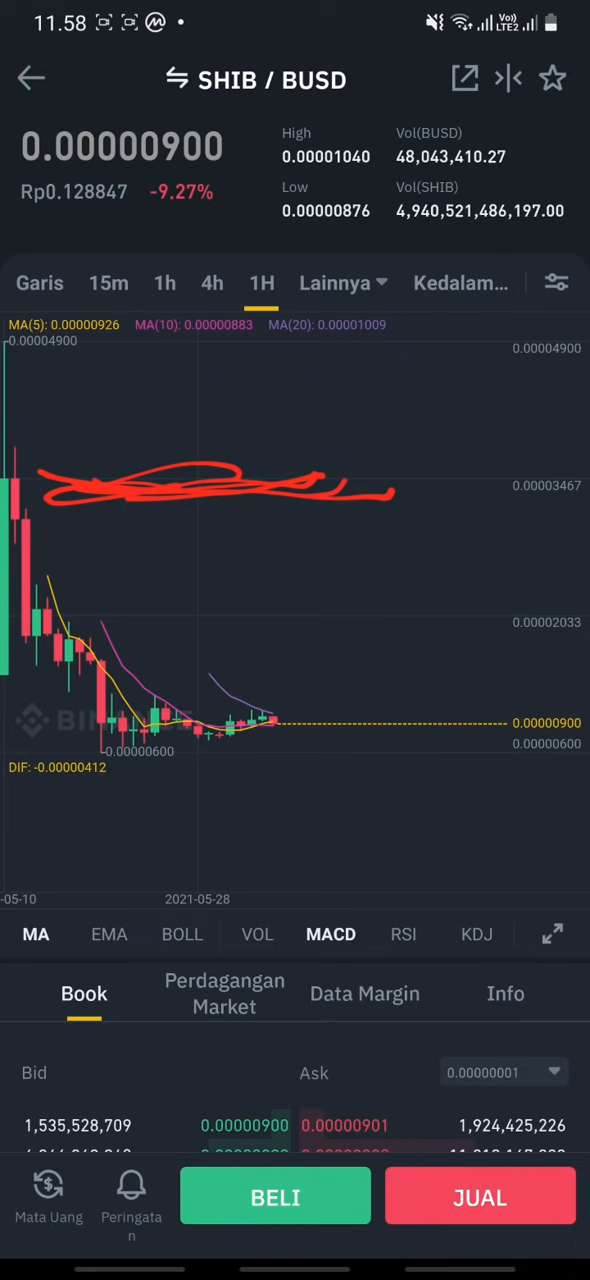 11.58 Vo) LTE2
SHIB / BUSD
0.00000900
Rp0.128847 -9.27%
High
0.00001040
Low
0.00000876
Vol(BUSD)
48,043,410.27
Vol(SHIB)
4,940,521,486,197.00
Garis 15m 1h 4h 1H Lainnya Kedalam...
MA(5): 0.00000926 MA(10): 0.00000883 MA(20): 0.00001009
0.00004900 0.00004900
0.00003467
0.00002033
BINANCE
0.00000900
0.00000600
0.00000600
DIF: -0.00000412
-05-10 2021-05-28
MA EMA BOLL VOL MACD RSI KDJ
Book Perdagangan Market Data Margin Info
Bid Ask 0.00000001
1,535,528,709 0.00000900 0.00000901 1,924,425,226
Mata Uang
Peringata
n
BELI JUAL